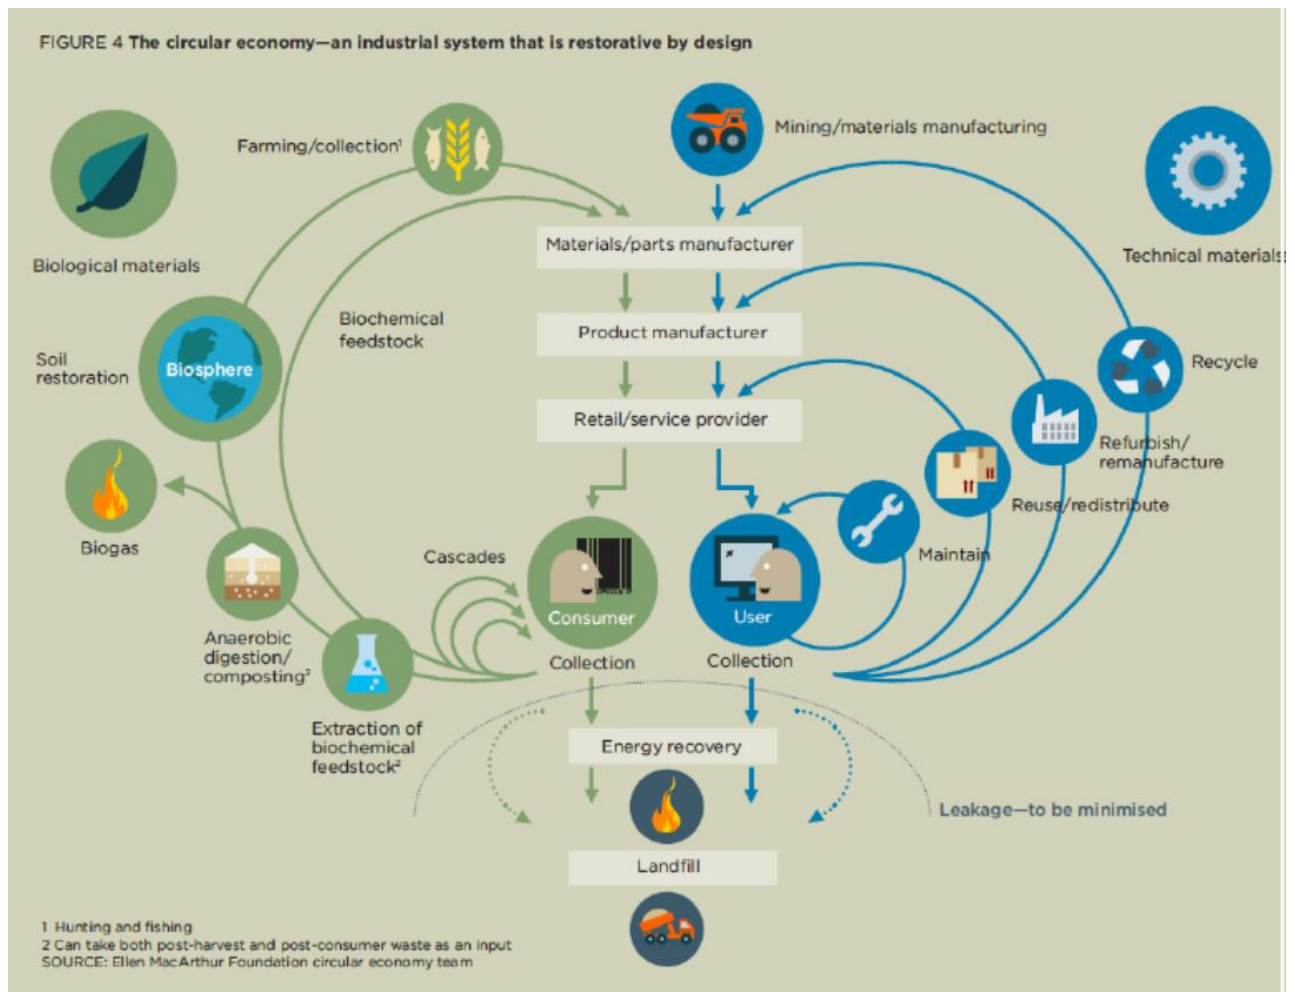 FIGURE 4 The circular economy—an industrial system that is restorative by design
Farming/collection¹
Mining/materials manufacturing
Biological materials
Technical materials
Materials/parts manufacturer
Biochemical
feedstock
Product manufacturer
Soil
restoration
Biosphere
Recycle
Retail/service provider
Refurbish/
remanufacture
Reuse/redistribute
Biogas
Cascades
Maintain
Consumer
User
Anaerobic
digestion/
composting²
Collection
Collection
Extraction of
biochemical
feedstock²
Energy recovery
Leakage—to be minimised
Landfill
1 Hunting and fishing
2 Can take both post-harvest and post-consumer waste as an input
SOURCE: Ellen MacArthur Foundation circular economy team